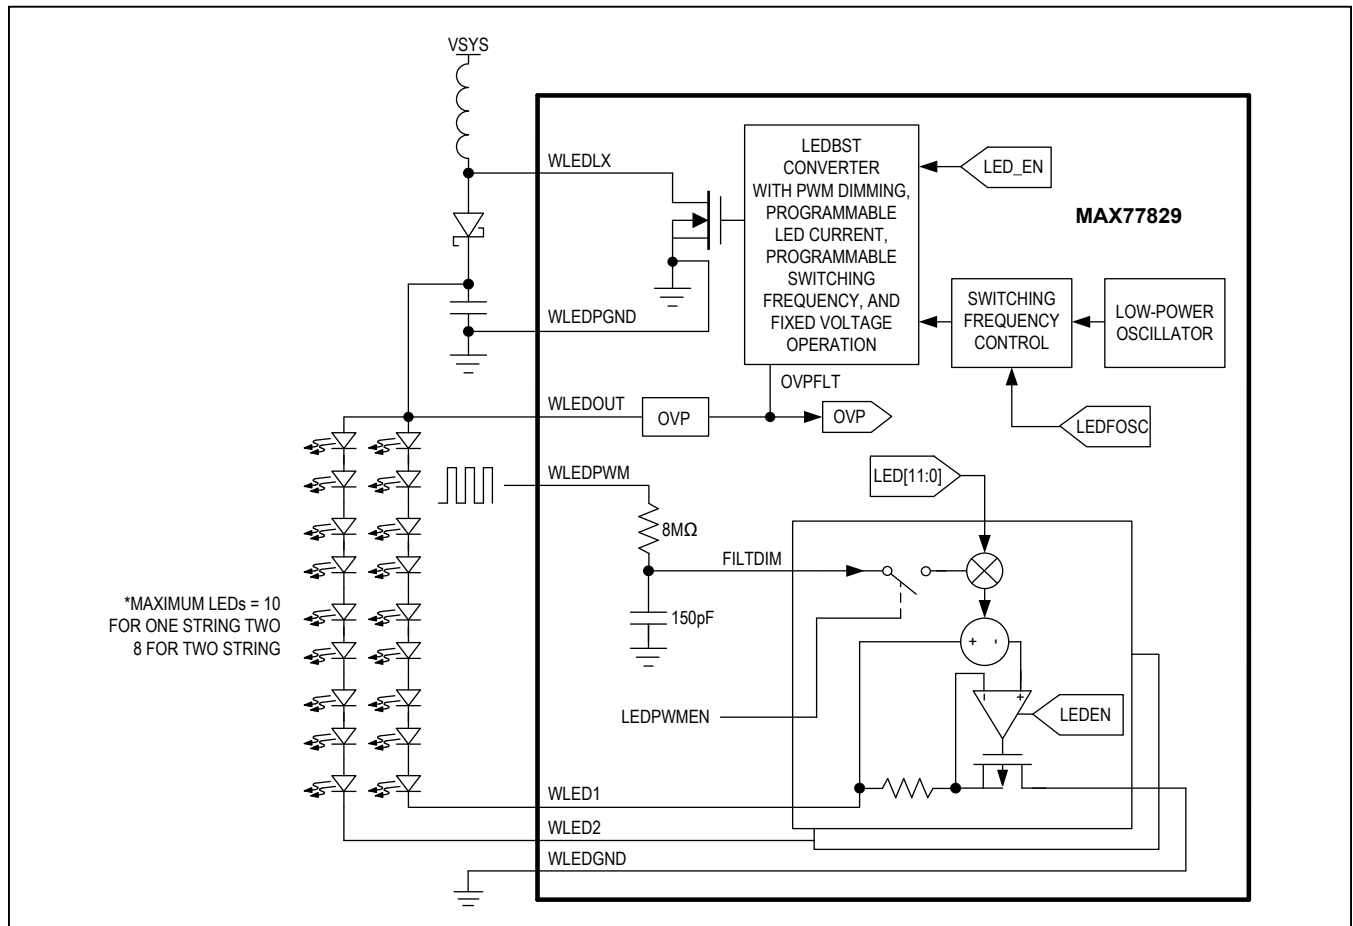 VSYS
WLEDLX
LEDBST
CONVERTER
WITH PWM DIMMING,
PROGRAMMABLE
LED CURRENT,
PROGRAMMABLE
SWITCHING
FREQUENCY, AND
FIXED VOLTAGE
OPERATION
LED_EN
MAX77829
SWITCHING
FREQUENCY
CONTROL
LOW-POWER
OSCILLATOR
WLEDPGND
OVPFLT
WLEDOUT
OVP
OVP
LEDFOSC
WLEDPWM
LED[11:0]
8MΩ
FILTDIM
150pF
*MAXIMUM LEDs = 10
FOR ONE STRING TWO
8 FOR TWO STRING
+ -
- +
LEDPWMEN
LEDEN
WLED1
WLED2
WLEDGND